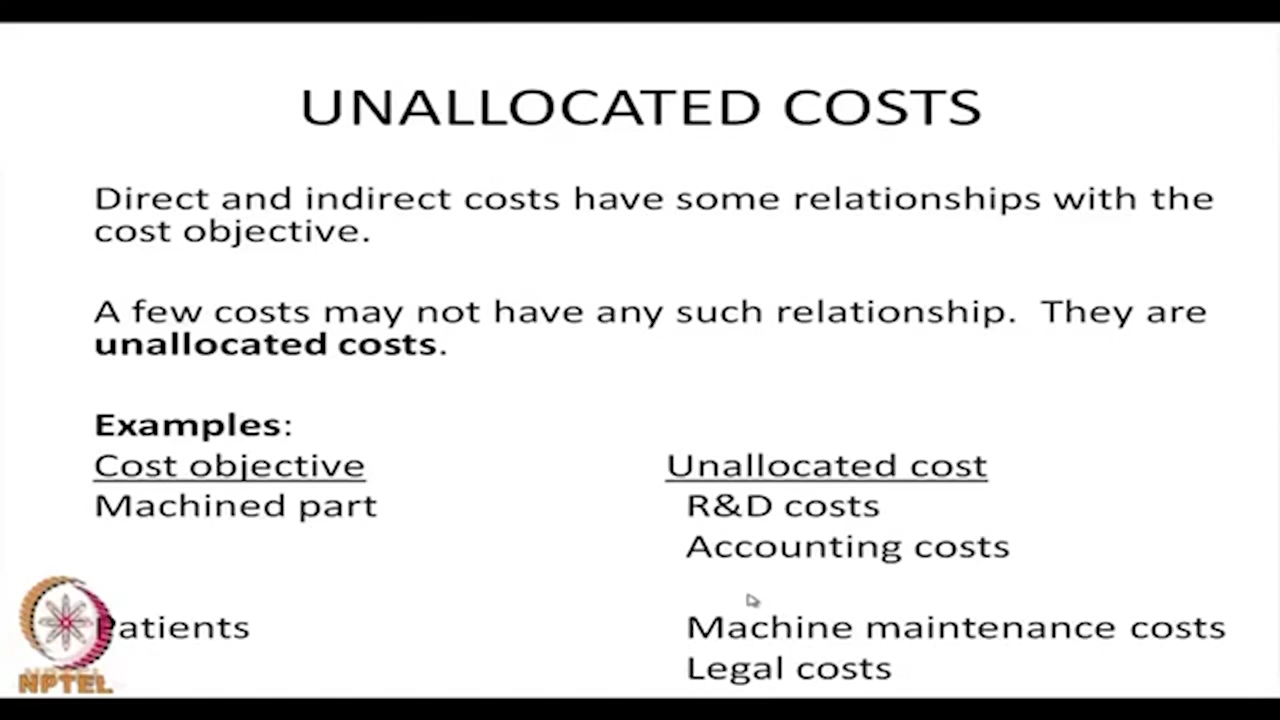 UNALLOCATED COSTS
Direct and indirect costs have some relationships with the
cost objective.
A few costs may not have any such relationship. They are
unallocated costs.
Examples:
Cost objective Unallocated cost
Machined part R&D costs
Accounting costs
Patients Machine maintenance costs
Legal costs
NPTEL